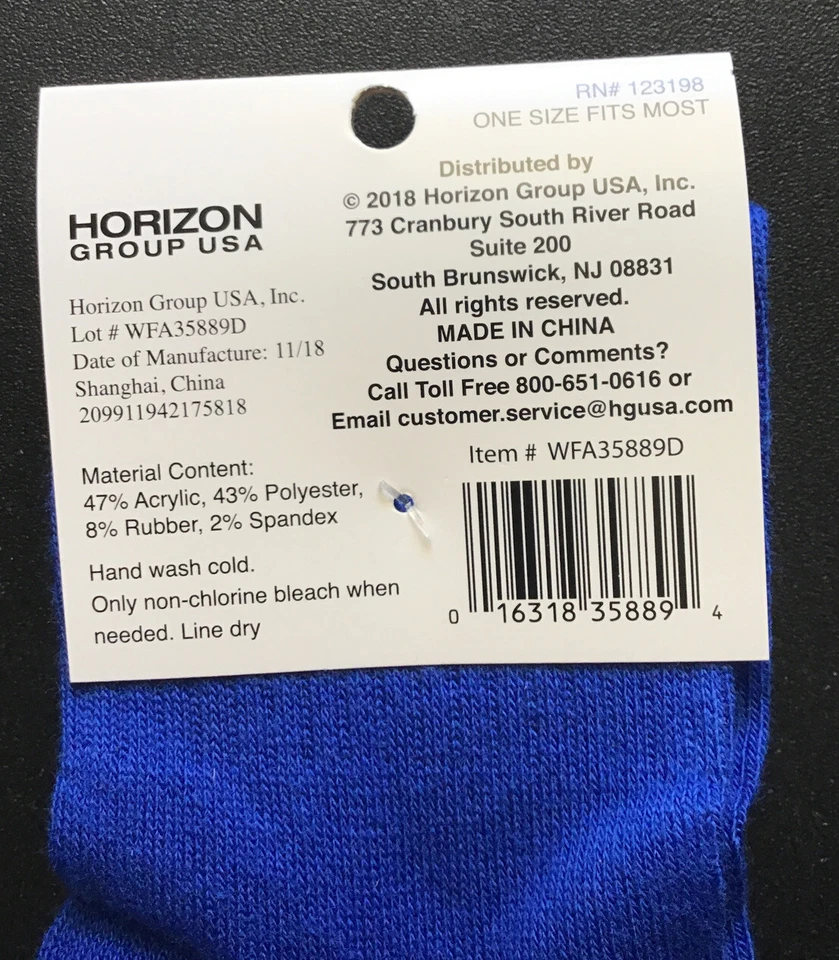 RN# 123198
ONE SIZE FITS MOST
HORIZON
GROUP USA
Horizon Group USA, Inc.
Lot # WFA35889D
Date of Manufacture: 11/18
Shanghai, China
209911942175818
Material Content:
47% Acrylic, 43% Polyester,
8% Rubber, 2% Spandex
Hand wash cold.
Only non-chlorine bleach when
needed. Line dry
Distributed by
© 2018 Horizon Group USA, Inc.
773 Cranbury South River Road
Suite 200
South Brunswick, NJ 08831
All rights reserved.
MADE IN CHINA
Questions or Comments?
Call Toll Free 800-651-0616 or
Email customer.service@hgusa.com
Item # WFA35889D
0 16318 35889 4